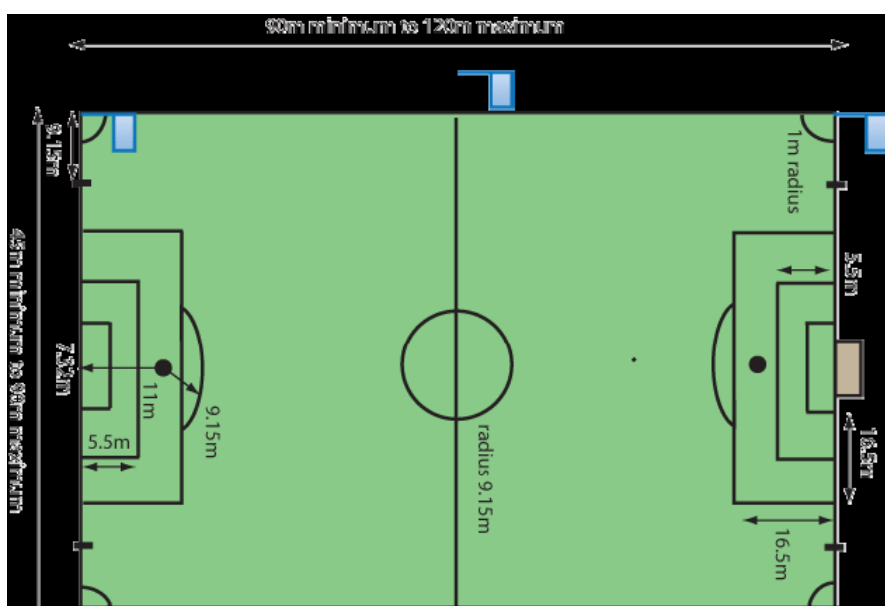 90m minimum to 120m maximum
9.15m
1m radius
45m minimum to 90m maximum
5.5m
7.32m
11m
9.15m
5.5m
radius 9.15m
16.5m
16.5m